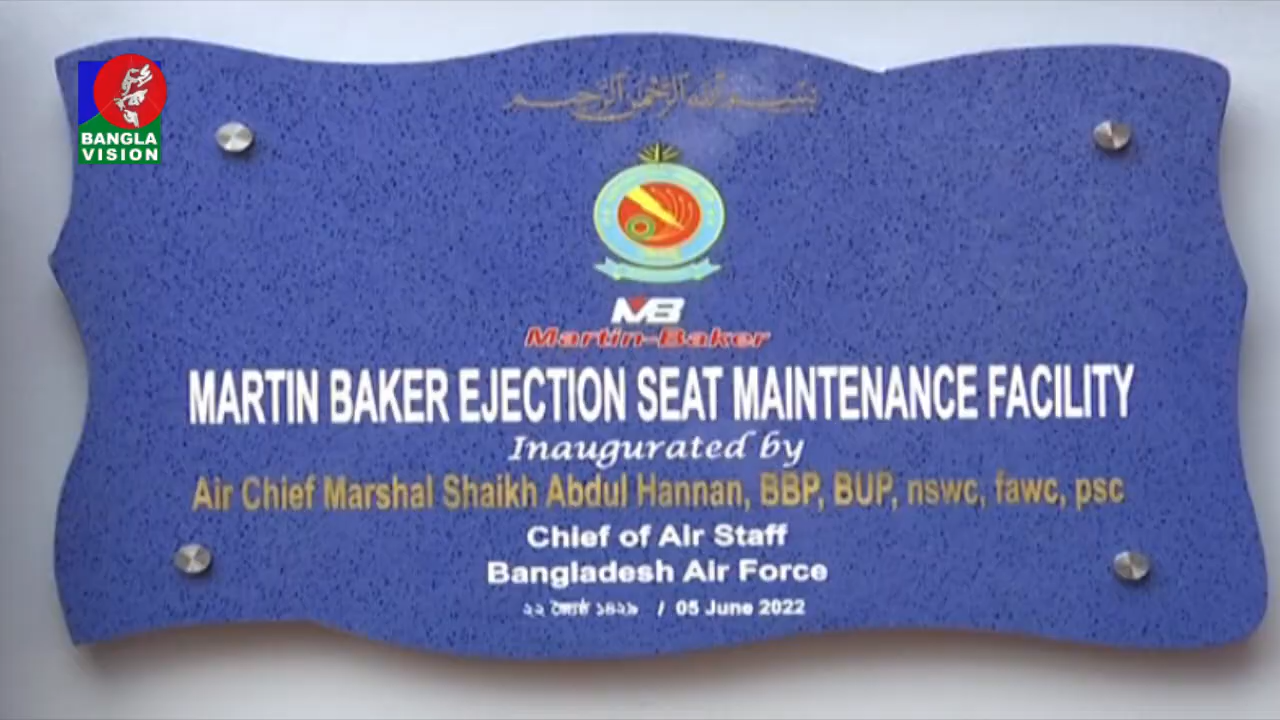 BANGLA
VISION
بسم الله الرحمن الرحيم
MB
Martin-Baker
MARTIN BAKER EJECTION SEAT MAINTENANCE FACILITY
Inaugurated by
Air Chief Marshal Shaikh Abdul Hannan, BBP, BUP, nswc, fawc, psc
Chief of Air Staff
Bangladesh Air Force
২২ জ্যৈষ্ঠ ১৪২৯ / 05 June 2022